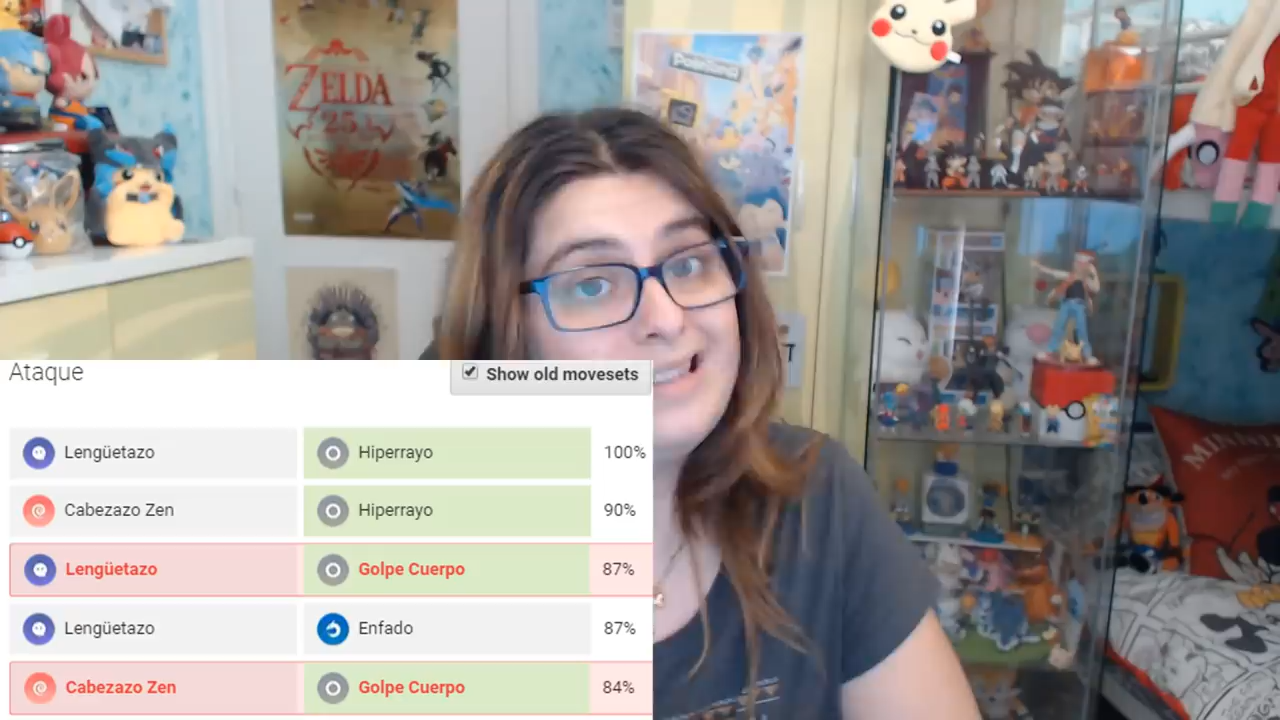 ZELDA
25
MINNIE
T
Ataque
Show old movesets
Lengüetazo Hiperrayo 100%
Cabezazo Zen Hiperrayo 90%
Lengüetazo Golpe Cuerpo 87%
Lengüetazo Enfado 87%
Cabezazo Zen Golpe Cuerpo 84%